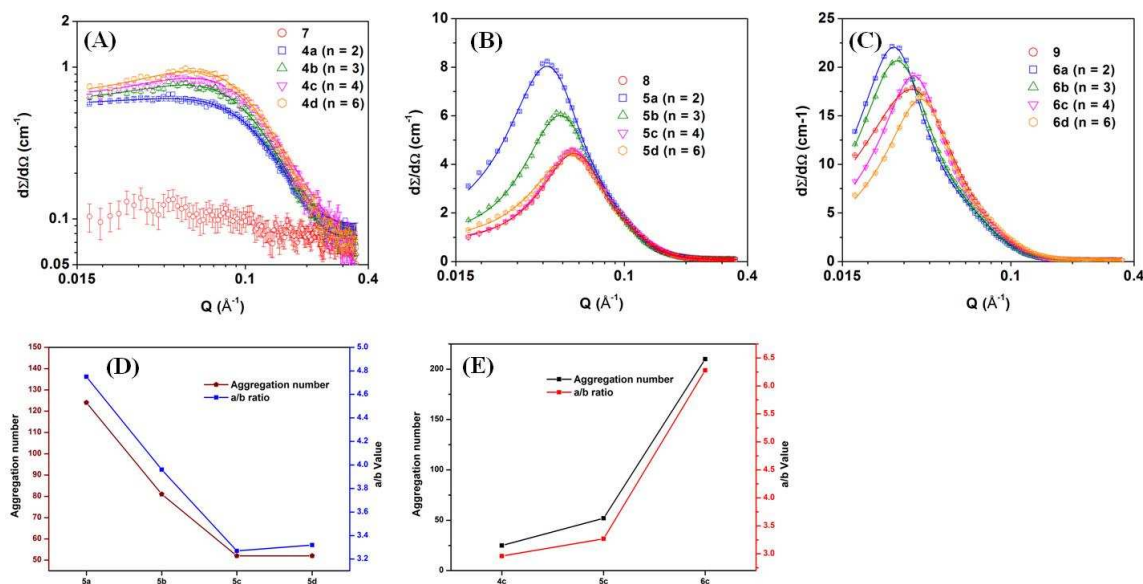 (A)
7
4a (n = 2)
4b (n = 3)
4c (n = 4)
4d (n = 6)
2
1
0.1
0.05
0.015
0.1
0.4
dΣ/dΩ (cm⁻¹)
Q (Å⁻¹)
(B)
8
5a (n = 2)
5b (n = 3)
5c (n = 4)
5d (n = 6)
10
8
6
4
2
0
0.015
0.1
0.4
dΣ/dΩ (cm⁻¹)
Q (Å⁻¹)
(C)
9
6a (n = 2)
6b (n = 3)
6c (n = 4)
6d (n = 6)
25
20
15
10
5
0
0.015
0.1
0.4
dΣ/dΩ (cm-1)
Q (Å⁻¹)
(D)
Aggregation number
a/b ratio
150
140
130
120
110
100
90
80
70
60
50
Aggregation number
5.0
4.8
4.6
4.4
4.2
4.0
3.8
3.6
3.4
3.2
a/b Value
5a
5b
5c
5d
(E)
Aggregation number
a/b ratio
200
150
100
50
0
Aggregation number
6.5
6.0
5.5
5.0
4.5
4.0
3.5
3.0
a/b Value
4c
5c
6c